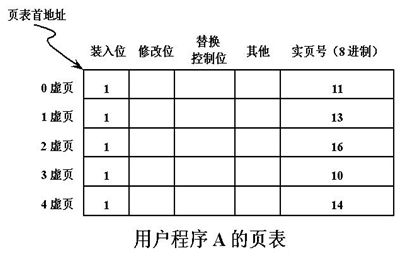 页表首地址
装入位 修改位 替换控制位 其他 实页号（8进制）
0虚页 1 11
1虚页 1 13
2虚页 1 16
3虚页 1 10
4虚页 1 14
用户程序 A 的页表